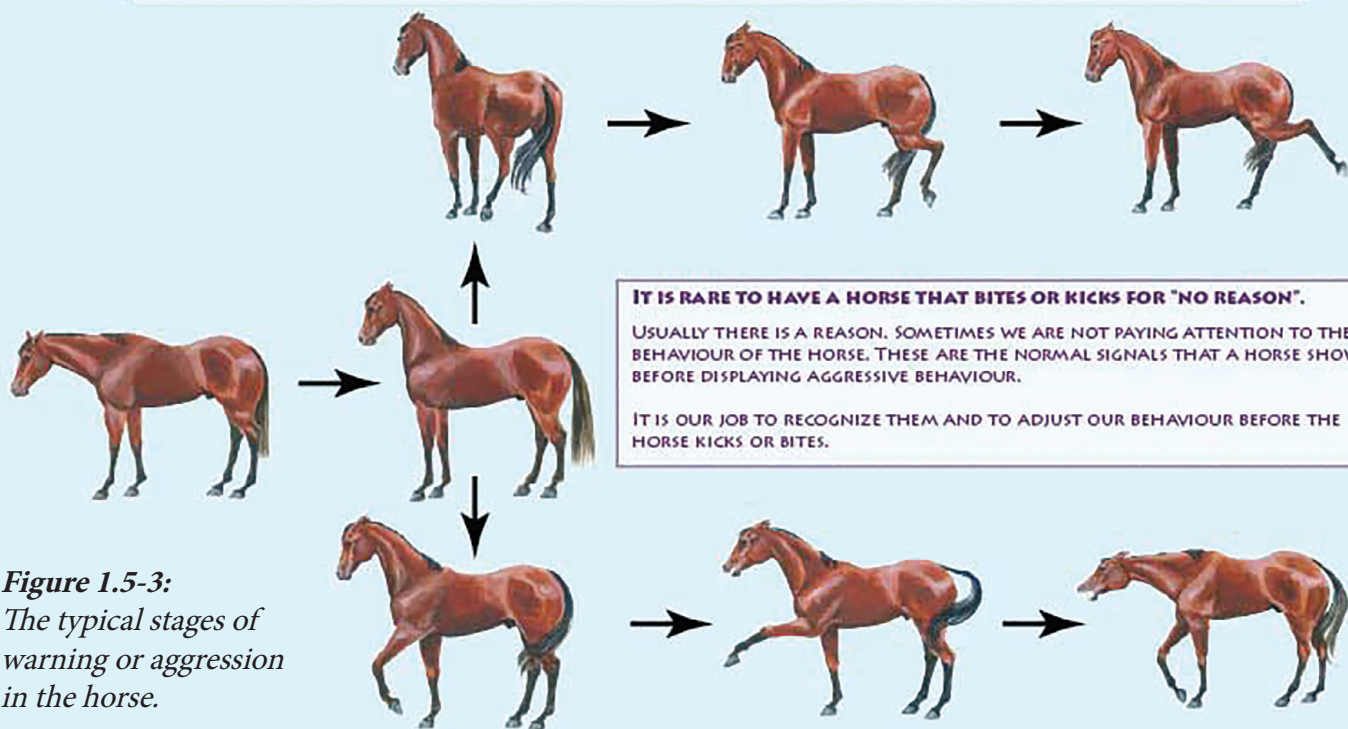 IT IS RARE TO HAVE A HORSE THAT BITES OR KICKS FOR "NO REASON".
USUALLY THERE IS A REASON. SOMETIMES WE ARE NOT PAYING ATTENTION TO THE
BEHAVIOUR OF THE HORSE. THESE ARE THE NORMAL SIGNALS THAT A HORSE SHOW
BEFORE DISPLAYING AGGRESSIVE BEHAVIOUR.
IT IS OUR JOB TO RECOGNIZE THEM AND TO ADJUST OUR BEHAVIOUR BEFORE THE
HORSE KICKS OR BITES.
Figure 1.5-3:
The typical stages of
warning or aggression
in the horse.